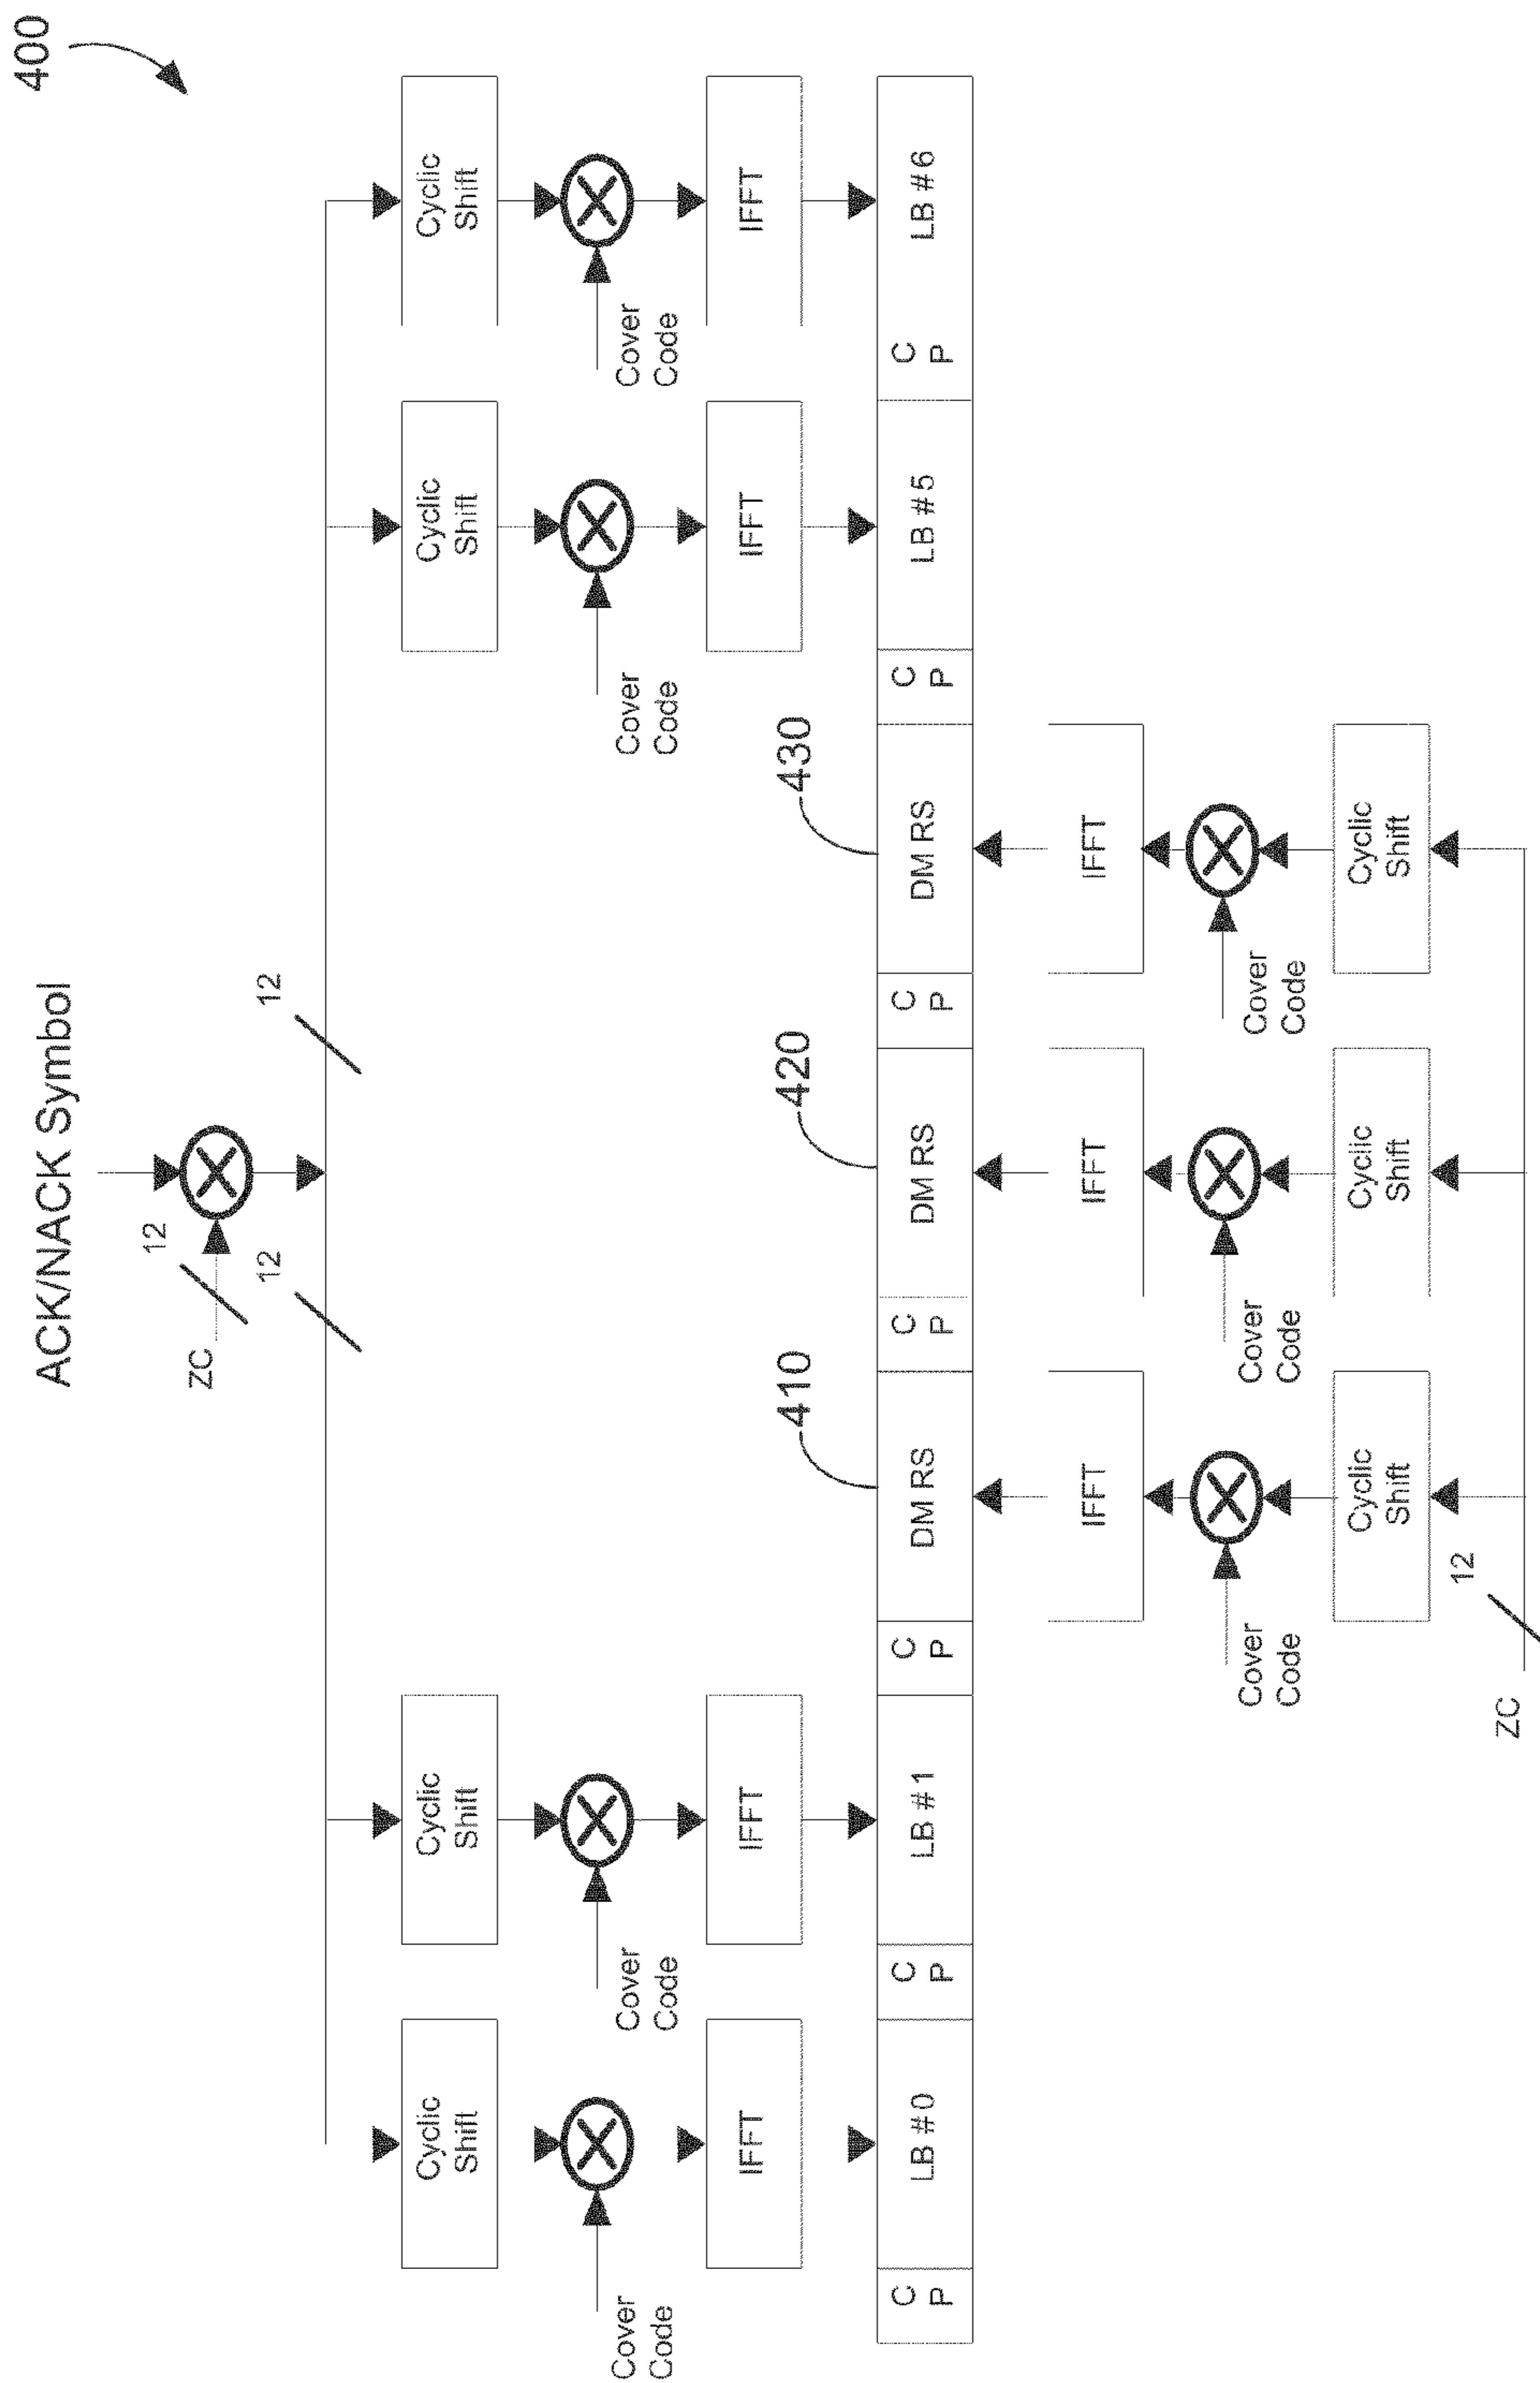 400
ACK/NACK Symbol
ZC
12
12
12
Cyclic
Shift
Cyclic
Shift
Cyclic
Shift
Cyclic
Shift
Cover
Code
Cover
Code
Cover
Code
Cover
Code
IFFT
IFFT
IFFT
IFFT
410
420
430
C
P
LB #0
C
P
LB #1
C
P
DM RS
C
P
DM RS
C
P
DM RS
C
P
LB #5
C
P
LB #6
IFFT
IFFT
IFFT
Cover
Code
Cover
Code
Cover
Code
Cyclic
Shift
Cyclic
Shift
Cyclic
Shift
12
ZC